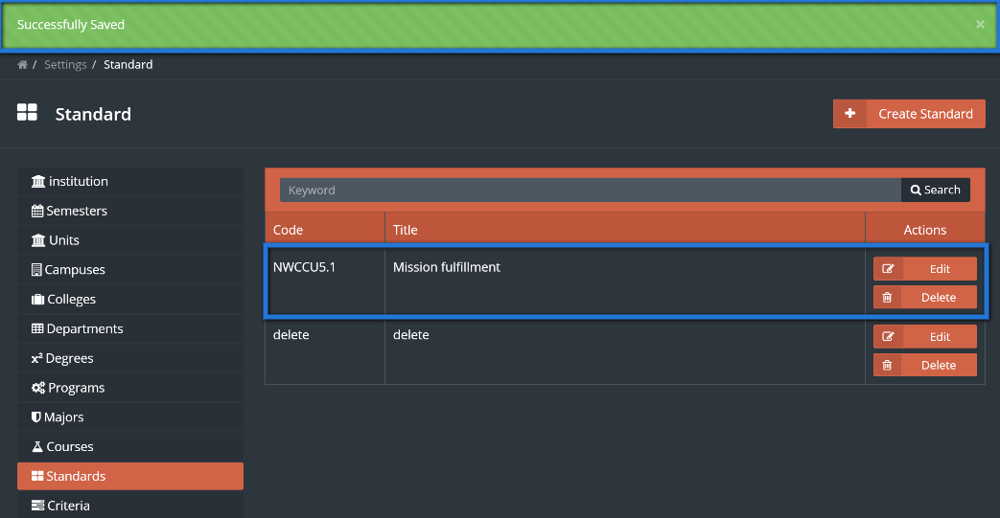 Successfully Saved ×
/ Settings / Standard
Standard
Create Standard
institution
Semesters
Units
Campuses
Colleges
Departments
x² Degrees
Programs
Majors
Courses
Standards
Criteria
Keyword Search
Code Title Actions
NWCCU5.1 Mission fulfillment Edit
Delete
delete delete Edit
Delete